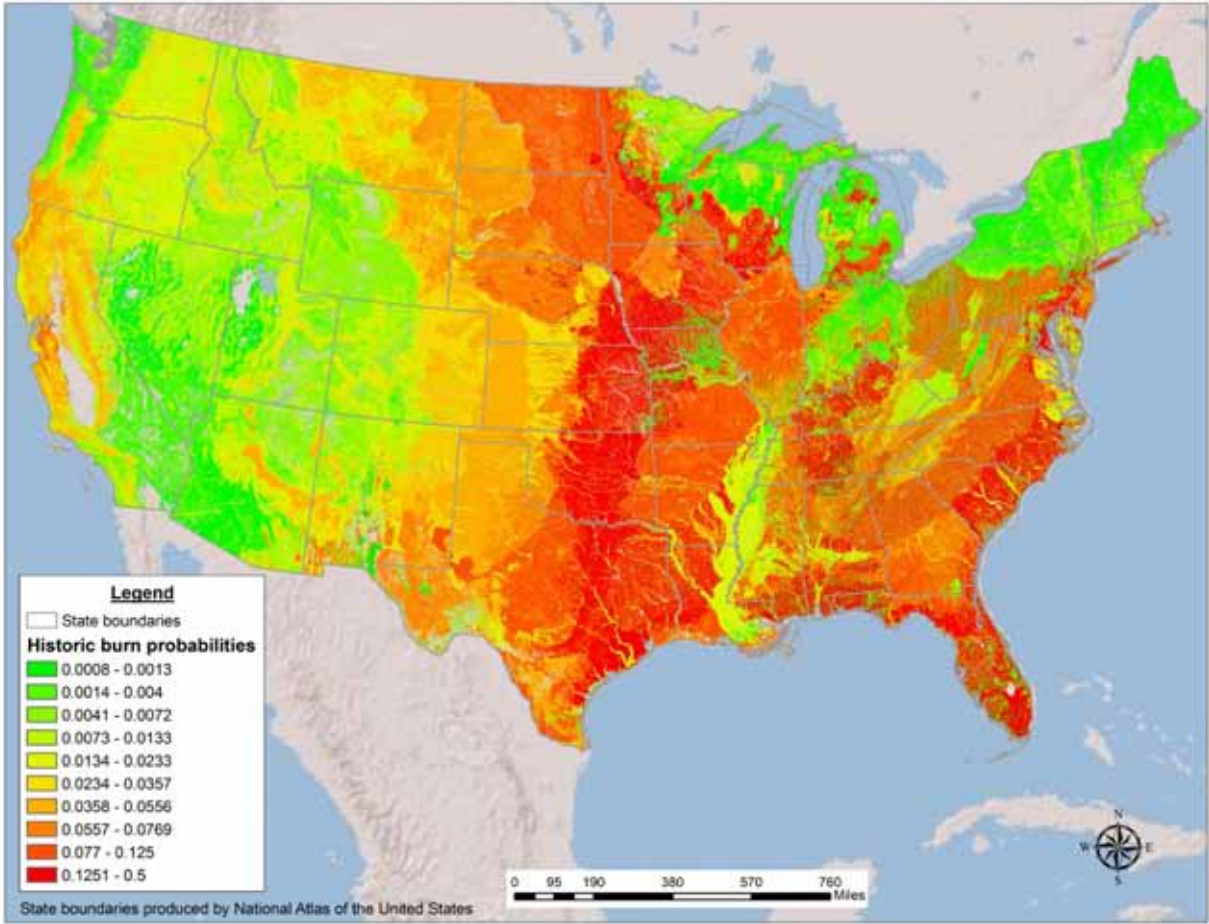 Legend
State boundaries
Historic burn probabilities
0.0008 - 0.0013
0.0014 - 0.004
0.0041 - 0.0072
0.0073 - 0.0133
0.0134 - 0.0233
0.0234 - 0.0357
0.0358 - 0.0556
0.0557 - 0.0769
0.077 - 0.125
0.1251 - 0.5
State boundaries produced by National Atlas of the United States
0 95 190 380 570 760
Miles
N
W E
S